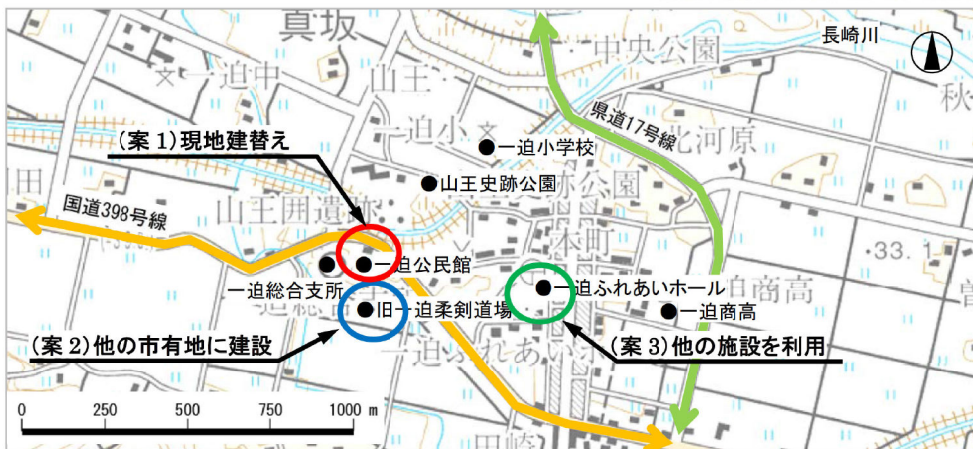 真坂
中央公園
長崎川
一迫中
山王
秋
(案1)現地建替え
一迫小
県道17号線
北河原
一迫小学校
山王史跡公園
国道398号線
山王囲遺跡
本町
・33.1
一迫公民館
一迫総合支所
一迫ふれあいホール
迫商高
旧一迫柔剣道場
一迫商高
(案2)他の市有地に建設
一迫ふれあいホ
(案3)他の施設を利用
0 250 500 750 1000 m
田崎